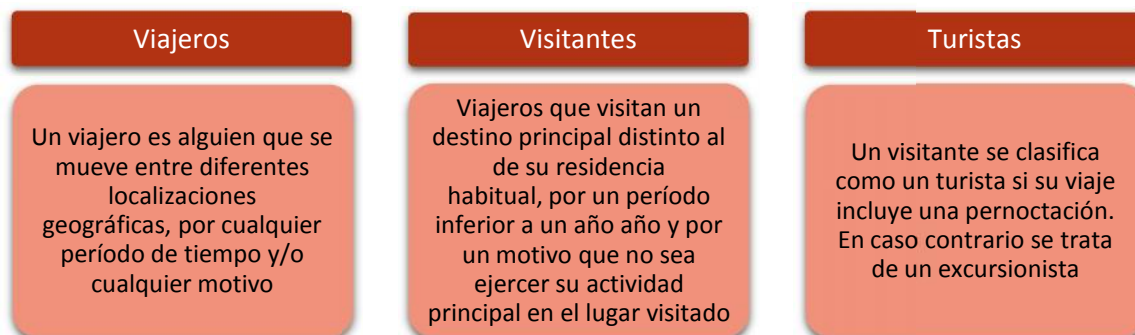 Viajeros
Un viajero es alguien que se
mueve entre diferentes
localizaciones
geográficas, por cualquier
período de tiempo y/o
cualquier motivo
Visitantes
Viajeros que visitan un
destino principal distinto al
de su residencia
habitual, por un período
inferior a un año año y por
un motivo que no sea
ejercer su actividad
principal en el lugar visitado
Turistas
Un visitante se clasifica
como un turista si su viaje
incluye una pernoctación.
En caso contrario se trata
de un excursionista